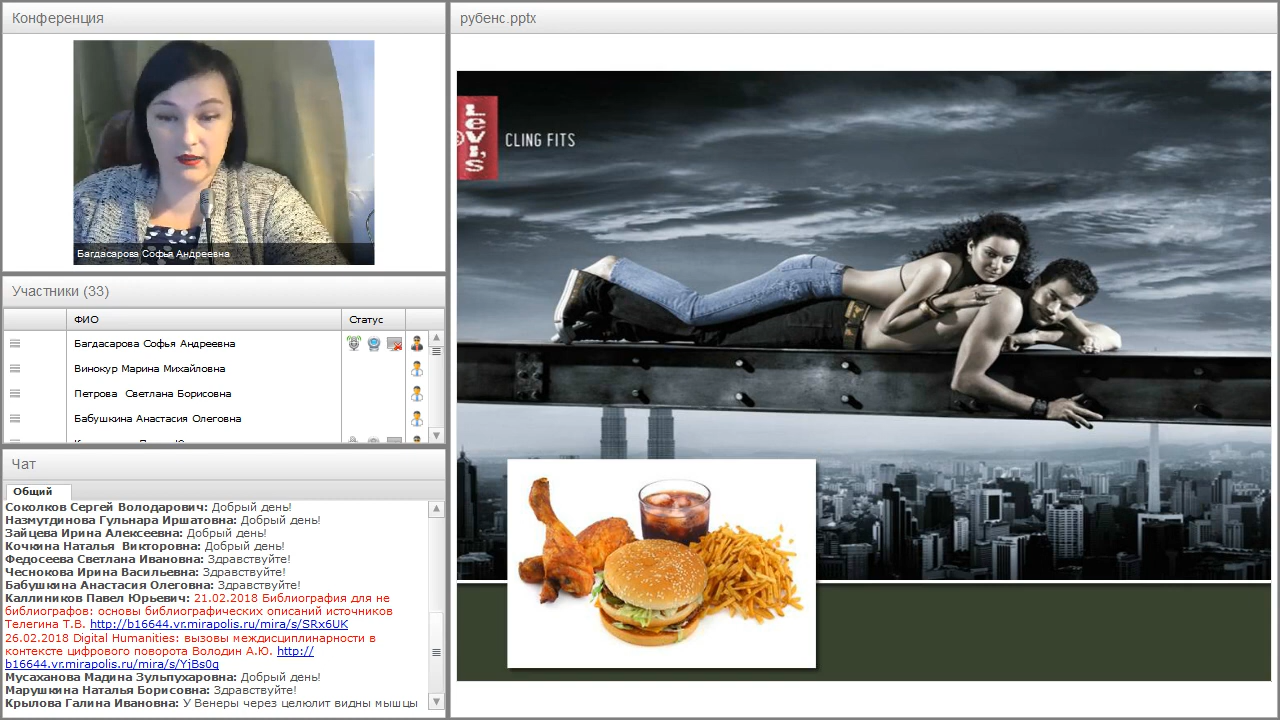 Конференция
Багдасарова Софья Андреевна
Участники (33)
ФИО
Статус
Багдасарова Софья Андреевна
Винокур Марина Михайловна
Петрова Светлана Борисовна
Бабушкина Анастасия Олеговна
Чат
Общий
Соколков Сергей Володарович: Добрый день!
Назмутдинова Гульнара Иршатовна: Добрый день!
Зайцева Ирина Алексеевна: Добрый день!
Кочкина Наталья Викторовна: Добрый день!
Федосеева Светлана Ивановна: Здравствуйте!
Чеснокова Ирина Васильевна: Здравствуйте!
Бабушкина Анастасия Олеговна: Здравствуйте!
Каллиников Павел Юрьевич: 21.02.2018 Библиография для не
библиографов: основы библиографических описаний источников
Телегина Т.В. http://b16644.vr.mirapolis.ru/mira/s/SRx6UK
26.02.2018 Digital Humanities: вызовы междисциплинарности в
контексте цифрового поворота Володин А.Ю. http://
b16644.vr.mirapolis.ru/mira/s/YjBs0q
Мусаханова Мадина Зульпухаровна: Добрый день!
Марушкина Наталья Борисовна: Здравствуйте!
Крылова Галина Ивановна: У Венеры через целюлит видны мышцы
рубенс.pptx
LEVI'S
CLING FITS